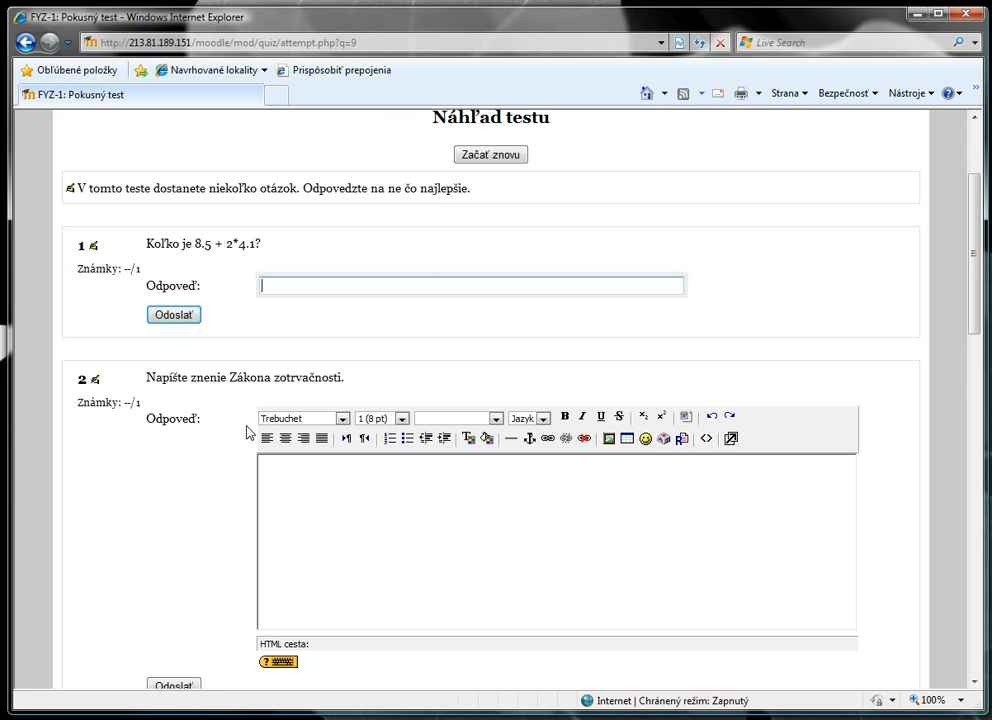 FYZ-1: Pokusný test - Windows Internet Explorer
http://213.81.189.151/moodle/mod/quiz/attempt.php?q=9
Live Search
Obľúbené položky
Navrhované lokality
Prispôsobiť prepojenia
FYZ-1: Pokusný test
Strana
Bezpečnosť
Nástroje
Náhľad testu
Začať znovu
V tomto teste dostanete niekoľko otázok. Odpovedzte na ne čo najlepšie.
1
Koľko je 8.5 + 2*4.1?
Známky: --/1
Odpoveď:
Odoslať
2
Napíšte znenie Zákona zotrvačnosti.
Známky: --/1
Odpoveď:
Trebuchet
1 (8 pt)
Jazyk
B I U S
HTML cesta:
Odoslať
Internet | Chránený režim: Zapnutý
100%